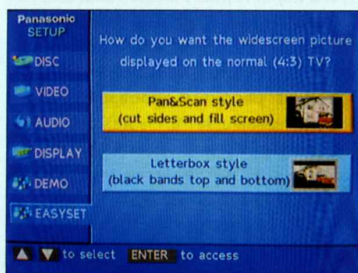 Panasonic
SETUP
DISC
VIDEO
AUDIO
DISPLAY
DEMO
EASYSET
How do you want the widescreen picture
displayed on the normal (4:3) TV?
Pan&Scan style
(cut sides and fill screen)
Letterbox style
(black bands top and bottom)
to select ENTER to access